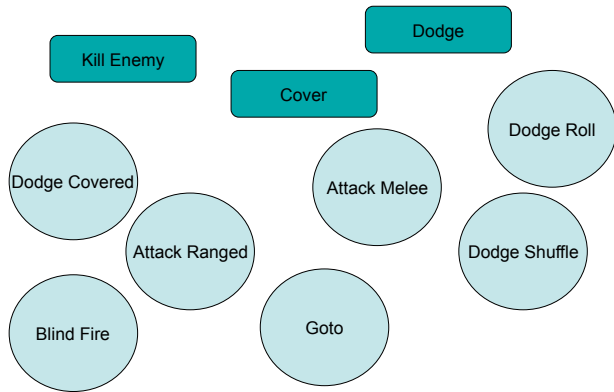 Dodge
Kill Enemy
Cover
Dodge Roll
Dodge Covered
Attack Melee
Attack Ranged
Dodge Shuffle
Blind Fire
Goto